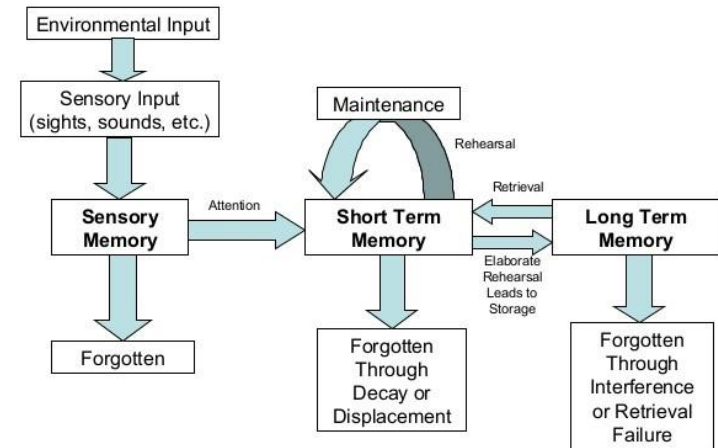 Environmental Input
Sensory Input
(sights, sounds, etc.)
Maintenance
Rehearsal
Attention
Retrieval
Sensory
Memory
Short Term
Memory
Long Term
Memory
Elaborate
Rehearsal
Leads to
Storage
Forgotten
Forgotten
Through
Decay or
Displacement
Forgotten
Through
Interference
or Retrieval
Failure